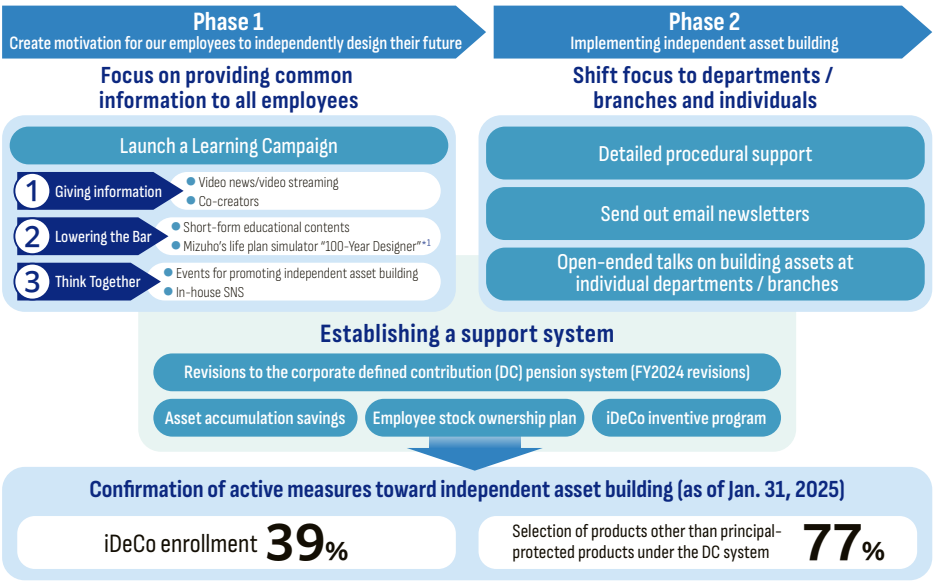 Phase 1
Create motivation for our employees to independently design their future
Phase 2
Implementing independent asset building
Focus on providing common
information to all employees
Shift focus to departments /
branches and individuals
Launch a Learning Campaign
1 Giving information
● Video news/video streaming
● Co-creators
2 Lowering the Bar
● Short-form educational contents
● Mizuho's life plan simulator "100-Year Designer"*1
3 Think Together
● Events for promoting independent asset building
● In-house SNS
Detailed procedural support
Send out email newsletters
Open-ended talks on building assets at
individual departments / branches
Establishing a support system
Revisions to the corporate defined contribution (DC) pension system (FY2024 revisions)
Asset accumulation savings
Employee stock ownership plan
iDeCo inventive program
Confirmation of active measures toward independent asset building (as of Jan. 31, 2025)
iDeCo enrollment 39%
Selection of products other than principal-
protected products under the DC system
77%